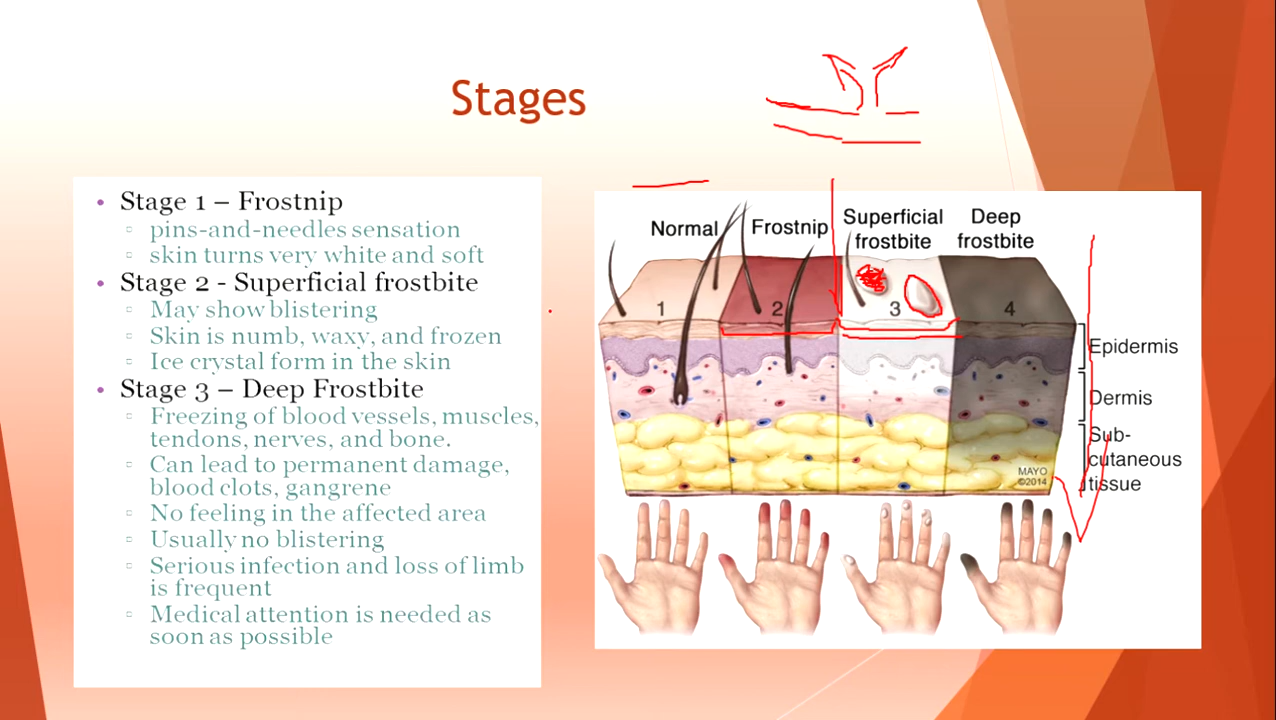 Stages
• Stage 1 – Frostnip
▫ pins-and-needles sensation
▫ skin turns very white and soft
• Stage 2 - Superficial frostbite
▫ May show blistering
▫ Skin is numb, waxy, and frozen
▫ Ice crystal form in the skin
• Stage 3 – Deep Frostbite
▫ Freezing of blood vessels, muscles,
tendons, nerves, and bone.
▫ Can lead to permanent damage,
blood clots, gangrene
▫ No feeling in the affected area
▫ Usually no blistering
▫ Serious infection and loss of limb
is frequent
▫ Medical attention is needed as
soon as possible
Normal
Frostnip
Superficial
frostbite
Deep
frostbite
1
2
3
4
Epidermis
Dermis
Sub-
cutaneous
tissue
MAYO
©2014